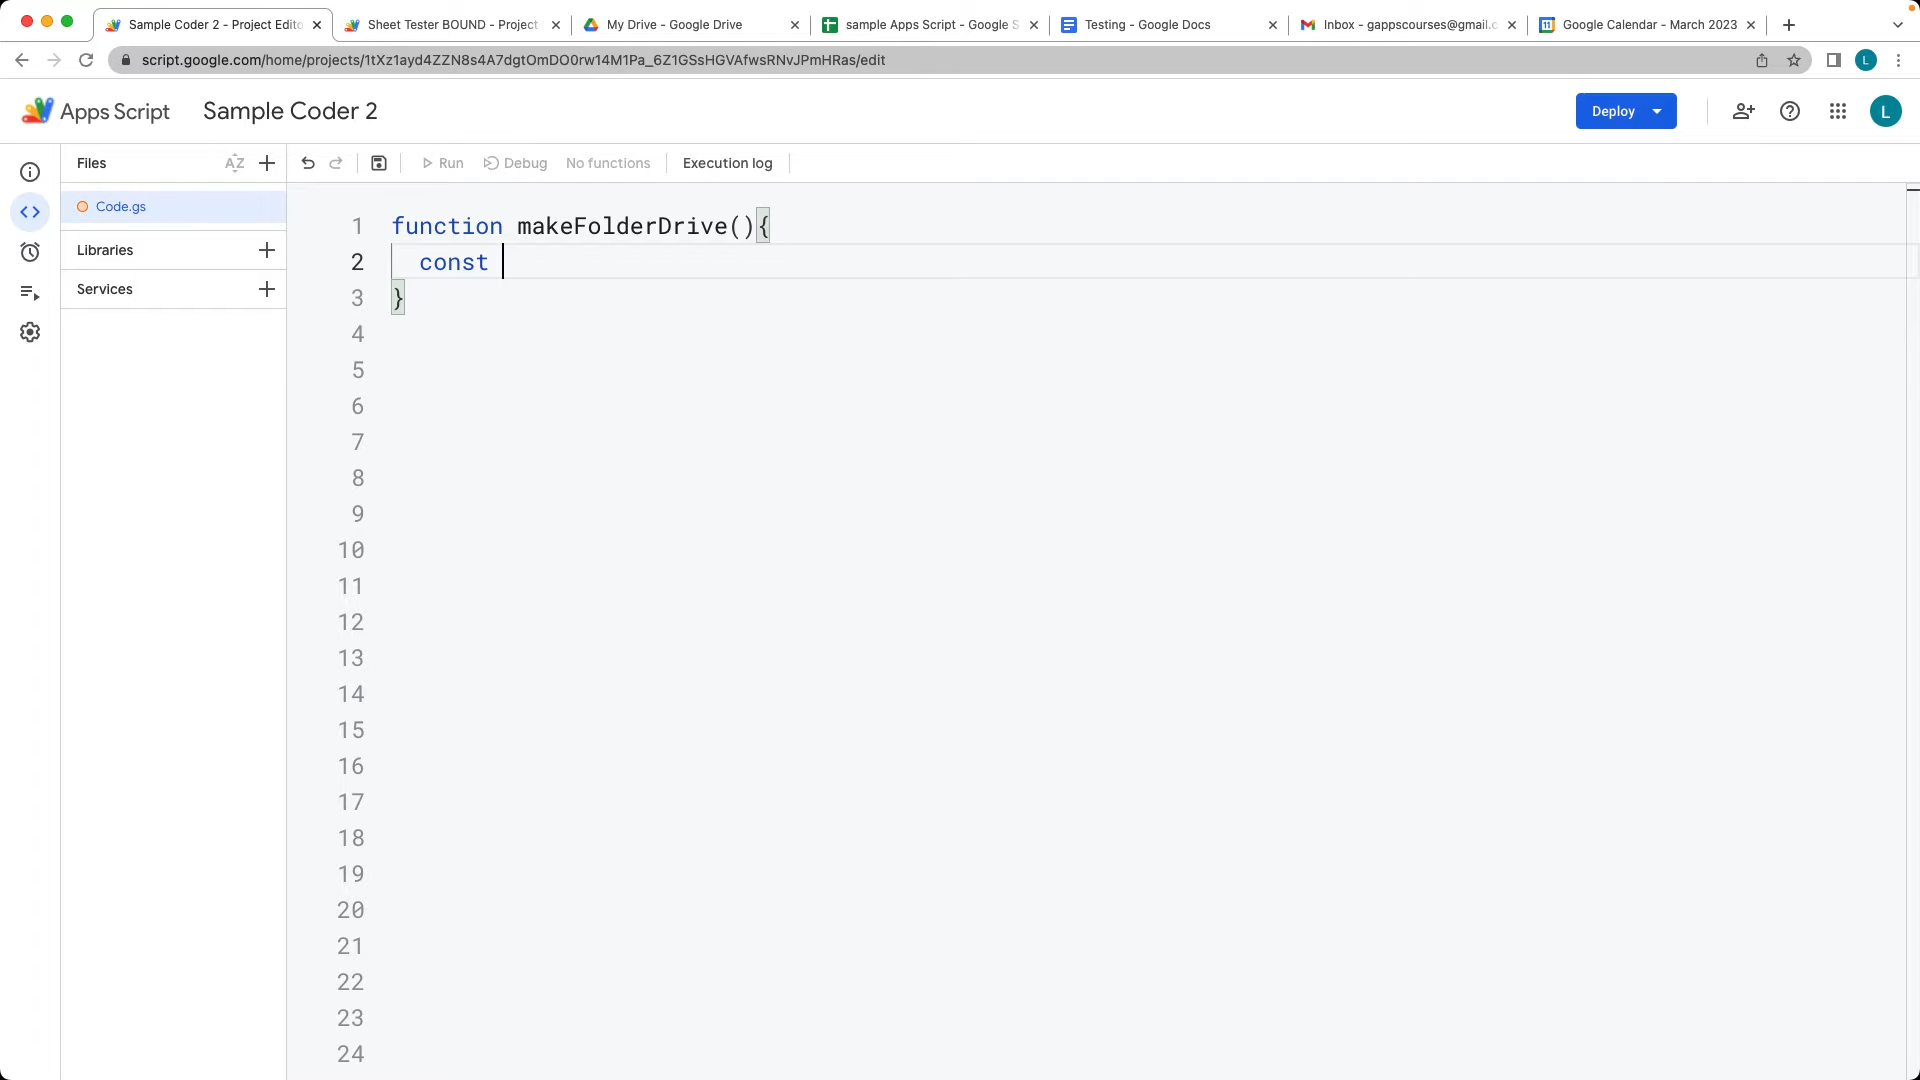 Sample Coder 2 - Project Edito
Sheet Tester BOUND - Project
My Drive - Google Drive
sample Apps Script - Google S
Testing - Google Docs
Inbox - gappscourses@gmail.c
Google Calendar - March 2023
script.google.com/home/projects/1tXz1ayd4ZZN8s4A7dgtOmDO0rw14M1Pa_6Z1GSsHGVAfwsRNvJPmHRas/edit
L
Apps Script
Sample Coder 2
Deploy
L
Files
AZ
Run
Debug
No functions
Execution log
Code.gs
Libraries
Services
1 function makeFolderDrive(){
2 const
3 }
4
5
6
7
8
9
10
11
12
13
14
15
16
17
18
19
20
21
22
23
24